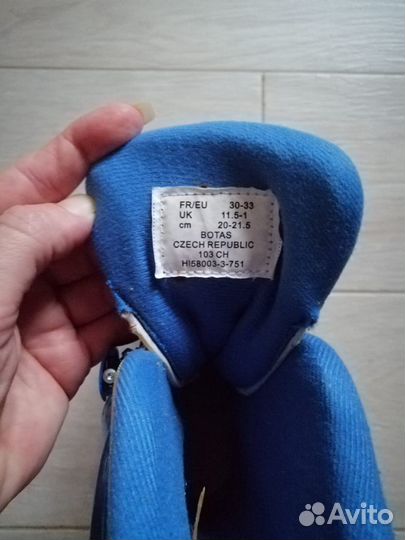 FR/EU 30-33
UK 11.5-1
cm 20-21.5
BOTAS
CZECH REPUBLIC
103 CH
HI58003-3-751
Avito